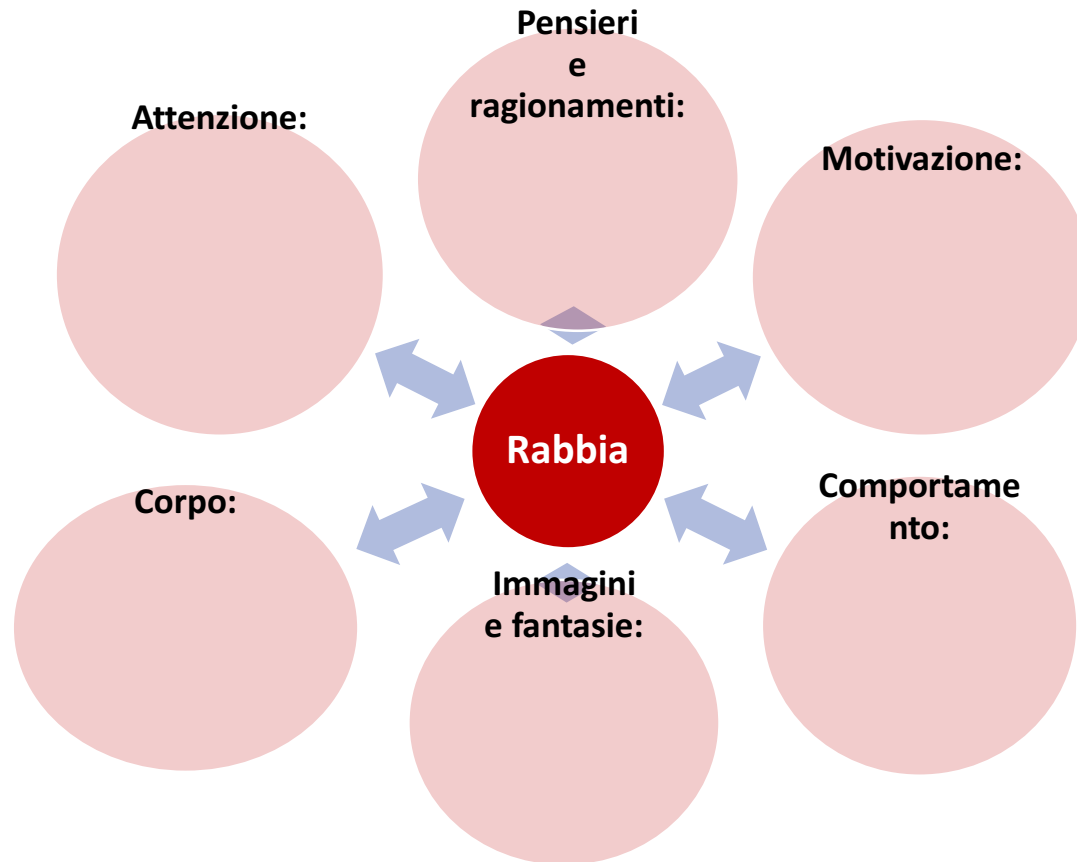 Pensieri
e
ragionamenti:
Attenzione:
Motivazione:
Rabbia
Corpo:
Comportame
nto:
Immagini
e fantasie: